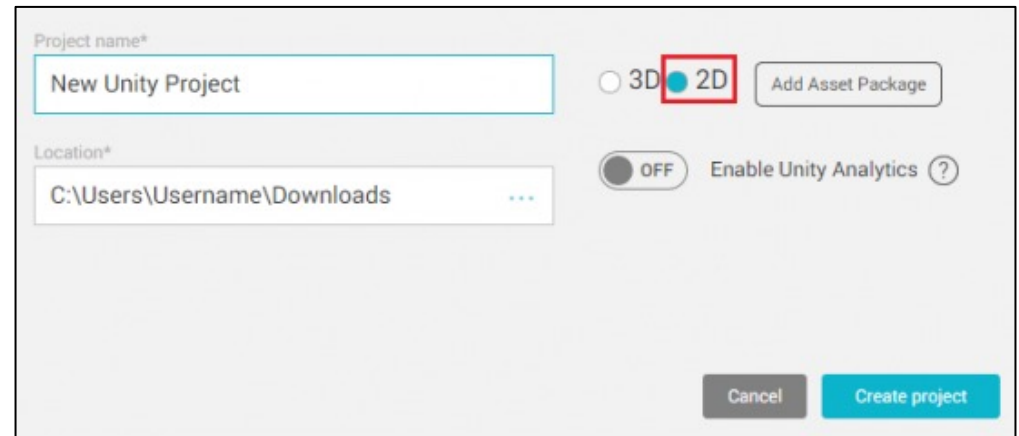 Project name*
New Unity Project
3D 2D Add Asset Package
Location*
C:\Users\Username\Downloads ...
OFF Enable Unity Analytics ?
Cancel Create project